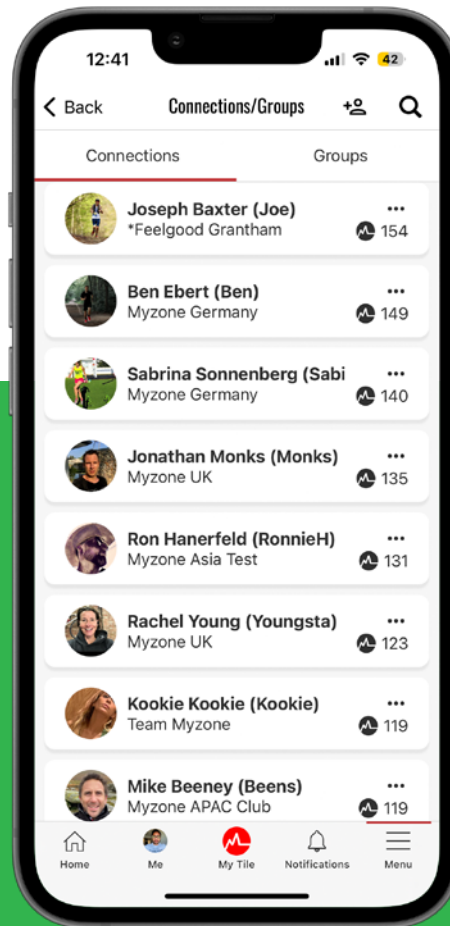 12:41
42
Back
Connections/Groups
Connections
Groups
Joseph Baxter (Joe)
*Feelgood Grantham
154
Ben Ebert (Ben)
Myzone Germany
149
Sabrina Sonnenberg (Sabi
Myzone Germany
140
Jonathan Monks (Monks)
Myzone UK
135
Ron Hanerfeld (RonnieH)
Myzone Asia Test
131
Rachel Young (Youngsta)
Myzone UK
123
Kookie Kookie (Kookie)
Team Myzone
119
Mike Beeney (Beens)
Myzone APAC Club
119
Home
Me
My Tile
Notifications
Menu